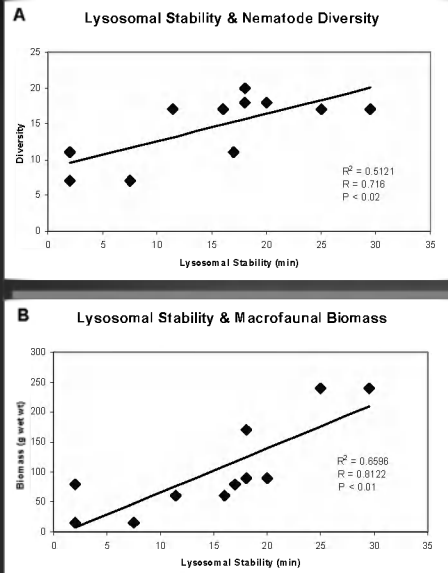 A
Lysosomal Stability & Nematode Diversity
25
20
15
10
5
0
Diversity
R² = 0.5121
R = 0.716
P < 0.02
0 5 10 15 20 25 30 35
Lysosomal Stability (min)
B
Lysosomal Stability & Macrofaunal Biomass
300
250
200
150
100
50
0
Biomass (g wet wt)
R² = 0.6596
R = 0.8122
P < 0.01
0 5 10 15 20 25 30 35
Lysosomal Stability (min)